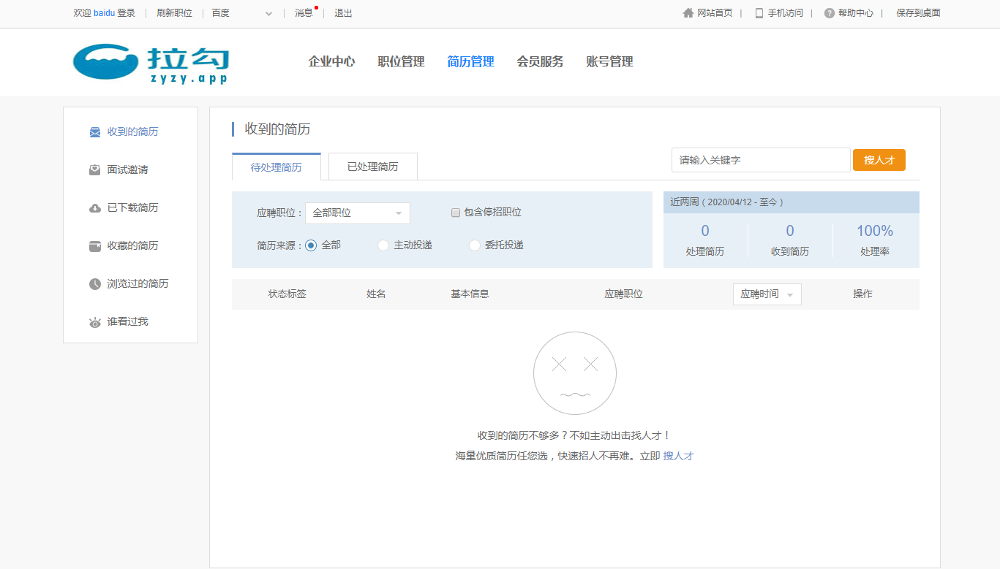 欢迎 baidu 登录 | 刷新职位 | 百度 | 消息 | 退出 网站首页 | 手机访问 | 帮助中心 | 保存到桌面
拉勾
zyzy.app
企业中心 职位管理 简历管理 会员服务 账号管理
收到的简历
面试邀请
已下载简历
收藏的简历
浏览过的简历
谁看过我
收到的简历
待处理简历 已处理简历 请输入关键字 搜人才
应聘职位： 全部职位 包含停招职位
简历来源： 全部 主动投递 委托投递
近两周（2020/04/12 - 至今）
0 0 100%
处理简历 收到简历 处理率
状态标签 姓名 基本信息 应聘职位 应聘时间 操作
收到的简历不够多？不如主动出击找人才！
海量优质简历任您选，快速招人不再难。立即 搜人才